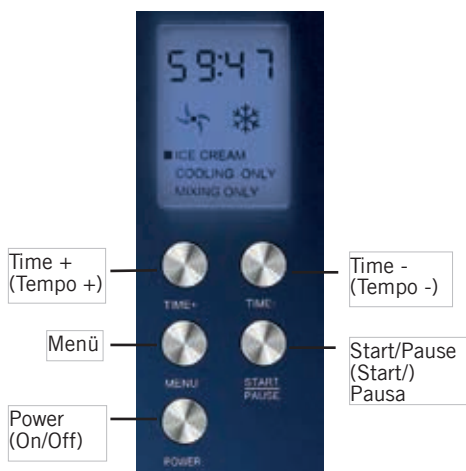 59:47
ICE CREAM
COOLING ONLY
MIXING ONLY
Time +
(Tempo +)
Time -
(Tempo -)
TIME+
TIME-
Menü
Start/Pause
(Start/)
Pausa
MENU
START
PAUSE
Power
(On/Off)
POWER